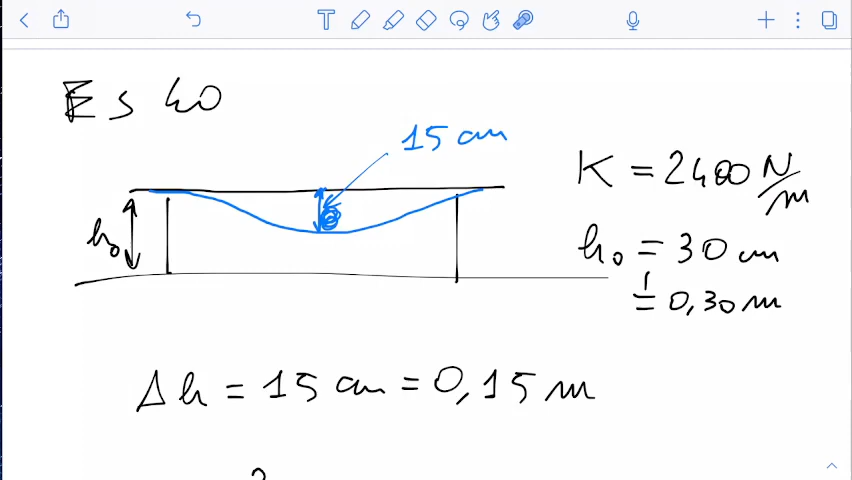 Es 40
15 cm
K = 2400 N/m
h₀
h₀ = 30 cm
= 0,30 m
Δh = 15 cm = 0,15 m